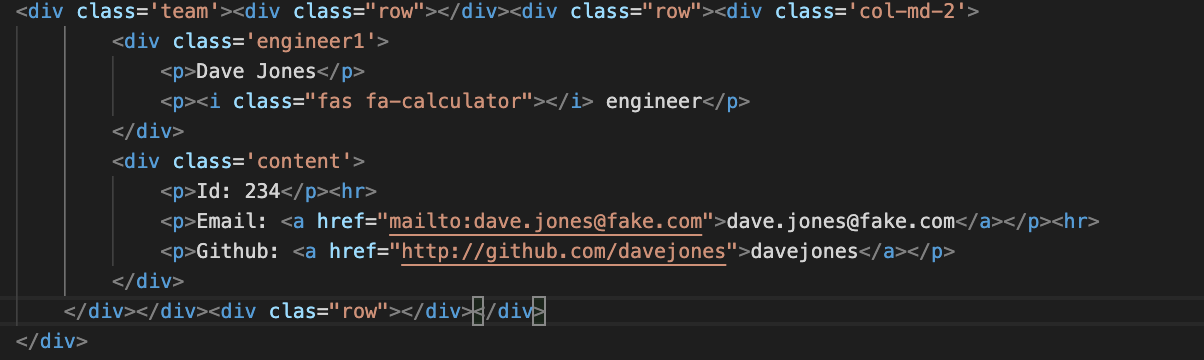 <div class='team'><div class="row"></div><div class="row"><div class='col-md-2'>
<div class='engineer1'>
<p>Dave Jones</p>
<p><i class="fas fa-calculator"></i> engineer</p>
</div>
<div class='content'>
<p>Id: 234</p><hr>
<p>Email: <a href="mailto:dave.jones@fake.com">dave.jones@fake.com</a></p><hr>
<p>Github: <a href="http://github.com/davejones">davejones</a></p>
</div>
</div></div><div clas="row"></div></div>
</div>